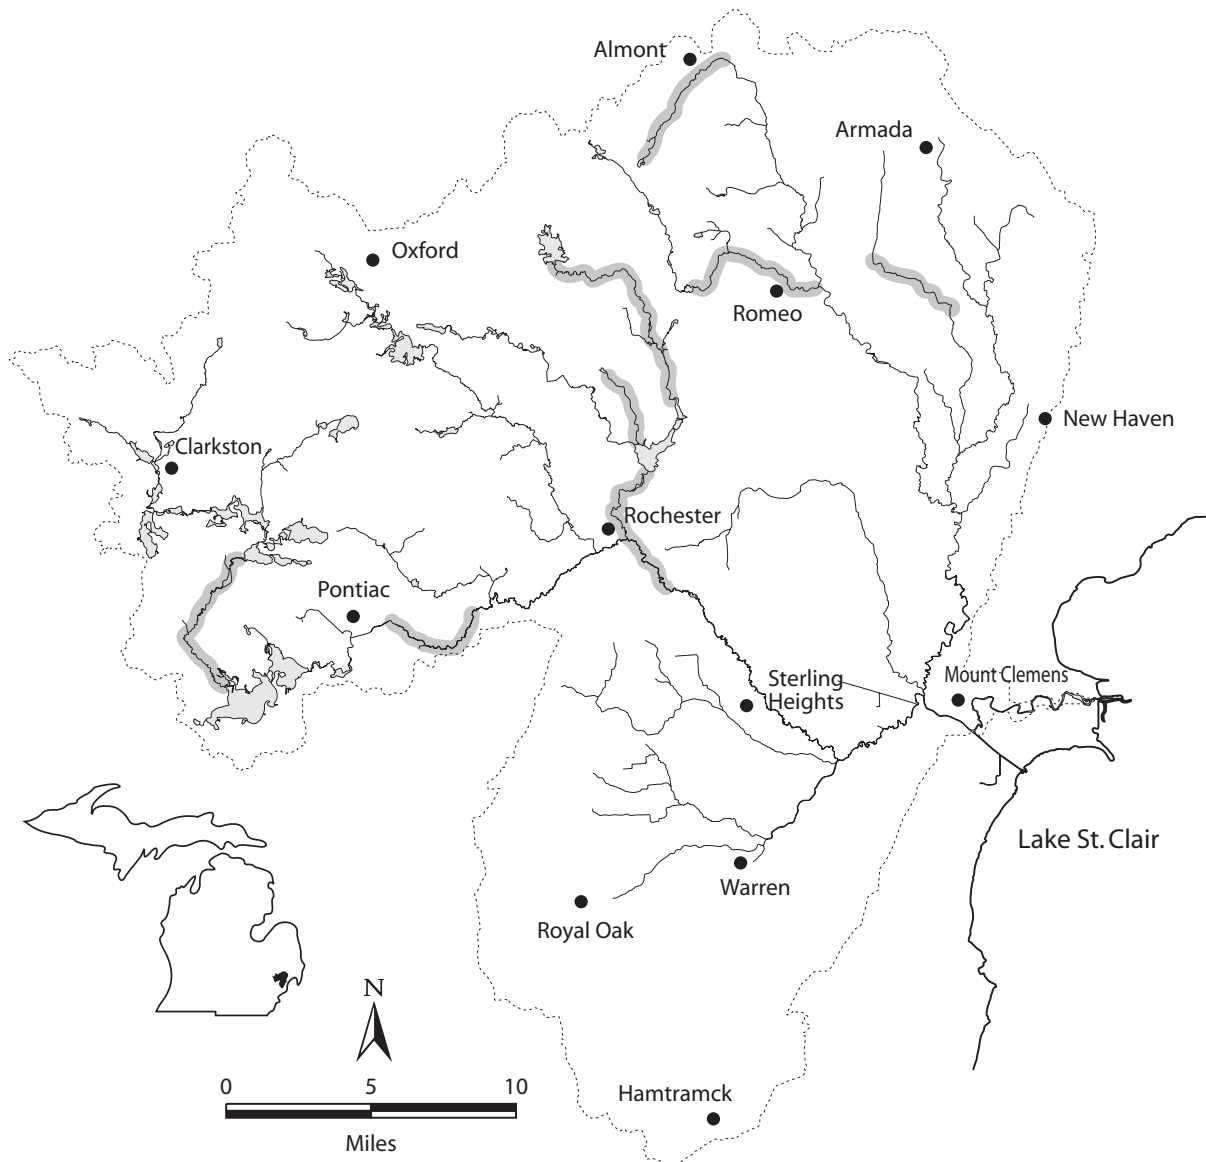 Almont
Armada
Oxford
Romeo
New Haven
Clarkston
Rochester
Pontiac
Mount Clemens
Sterling
Heights
Lake St. Clair
Warren
Royal Oak
N
0 5 10
Miles
Hamtramck